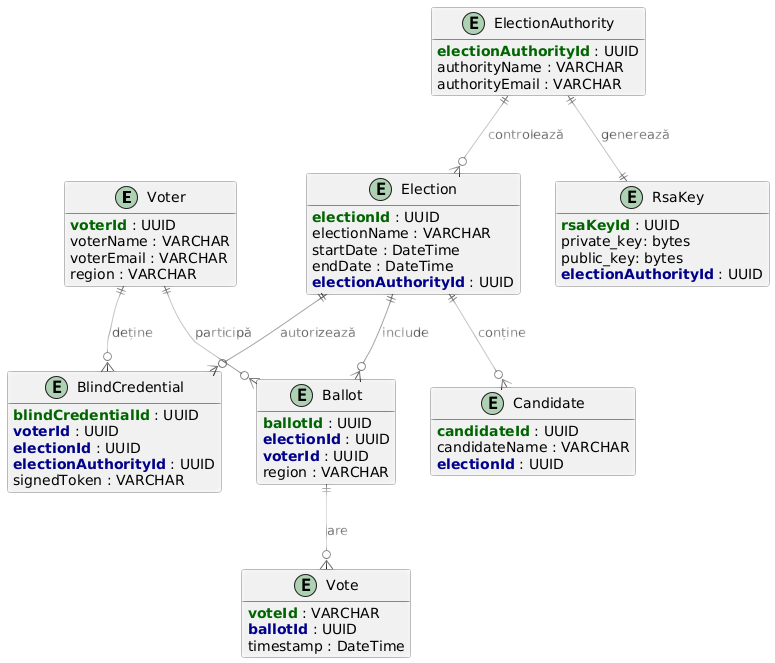 E ElectionAuthority
electionAuthorityId : UUID
authorityName : VARCHAR
authorityEmail : VARCHAR
controlează
generează
E Voter
voterId : UUID
voterName : VARCHAR
voterEmail : VARCHAR
region : VARCHAR
E Election
electionId : UUID
electionName : VARCHAR
startDate : DateTime
endDate : DateTime
electionAuthorityId : UUID
E RsaKey
rsaKeyId : UUID
private_key: bytes
public_key: bytes
electionAuthorityId : UUID
deține
participă
autorizează
include
conține
E BlindCredential
blindCredentialId : UUID
voterId : UUID
electionId : UUID
electionAuthorityId : UUID
signedToken : VARCHAR
E Ballot
ballotId : UUID
electionId : UUID
voterId : UUID
region : VARCHAR
E Candidate
candidateId : UUID
candidateName : VARCHAR
electionId : UUID
are
E Vote
voteId : VARCHAR
ballotId : UUID
timestamp : DateTime